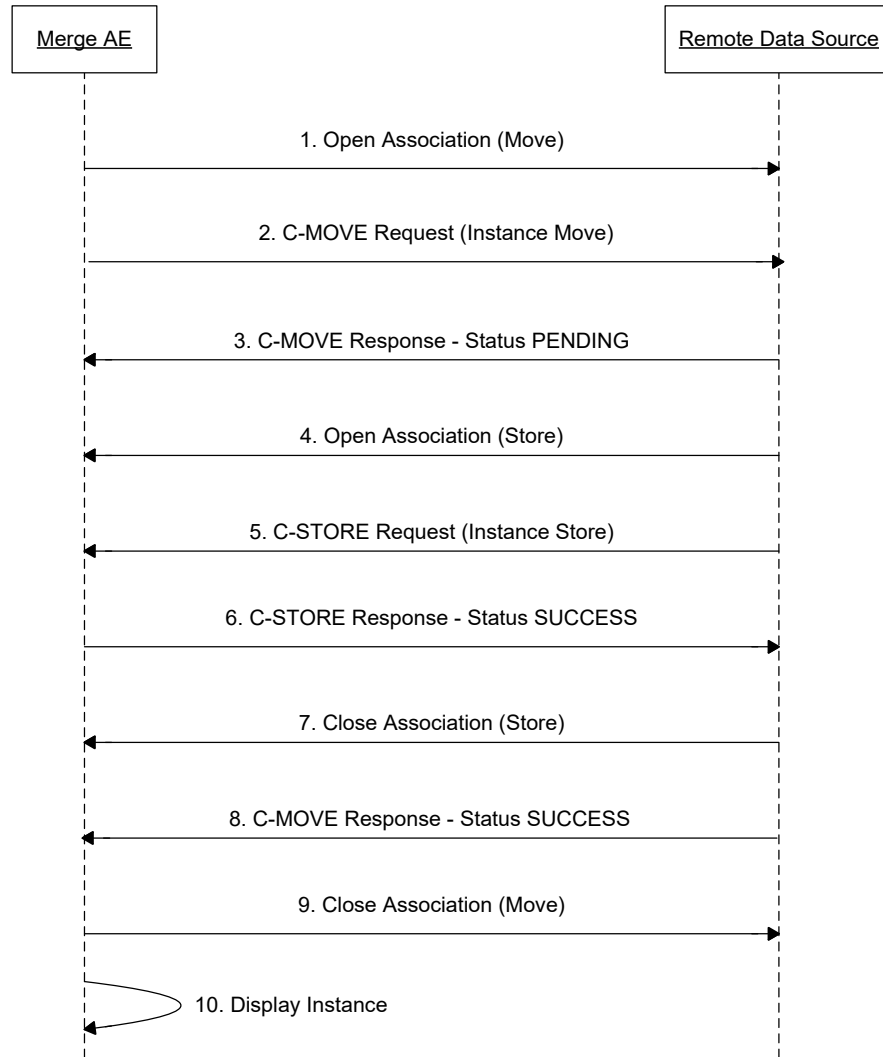 Merge AE
Remote Data Source
1. Open Association (Move)
2. C-MOVE Request (Instance Move)
3. C-MOVE Response - Status PENDING
4. Open Association (Store)
5. C-STORE Request (Instance Store)
6. C-STORE Response - Status SUCCESS
7. Close Association (Store)
8. C-MOVE Response - Status SUCCESS
9. Close Association (Move)
10. Display Instance